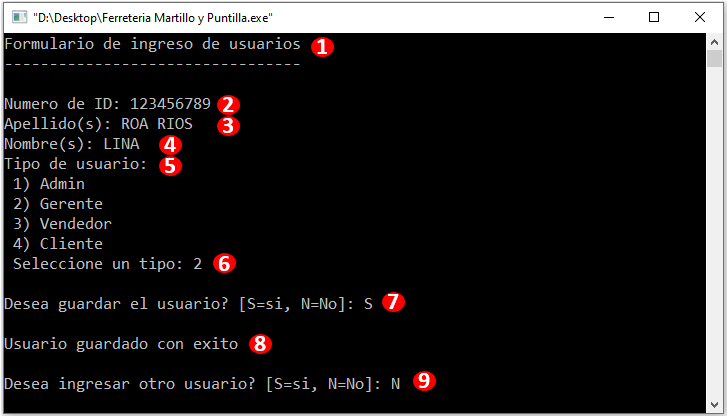 "D:\Desktop\Ferreteria Martillo y Puntilla.exe"
Formulario de ingreso de usuarios 1
---------------------------------
Numero de ID: 123456789 2
Apellido(s): ROA RIOS 3
Nombre(s): LINA 4
Tipo de usuario: 5
1) Admin
2) Gerente
3) Vendedor
4) Cliente
Seleccione un tipo: 2 6
Desea guardar el usuario? [S=si, N=No]: S 7
Usuario guardado con exito 8
Desea ingresar otro usuario? [S=si, N=No]: N 9